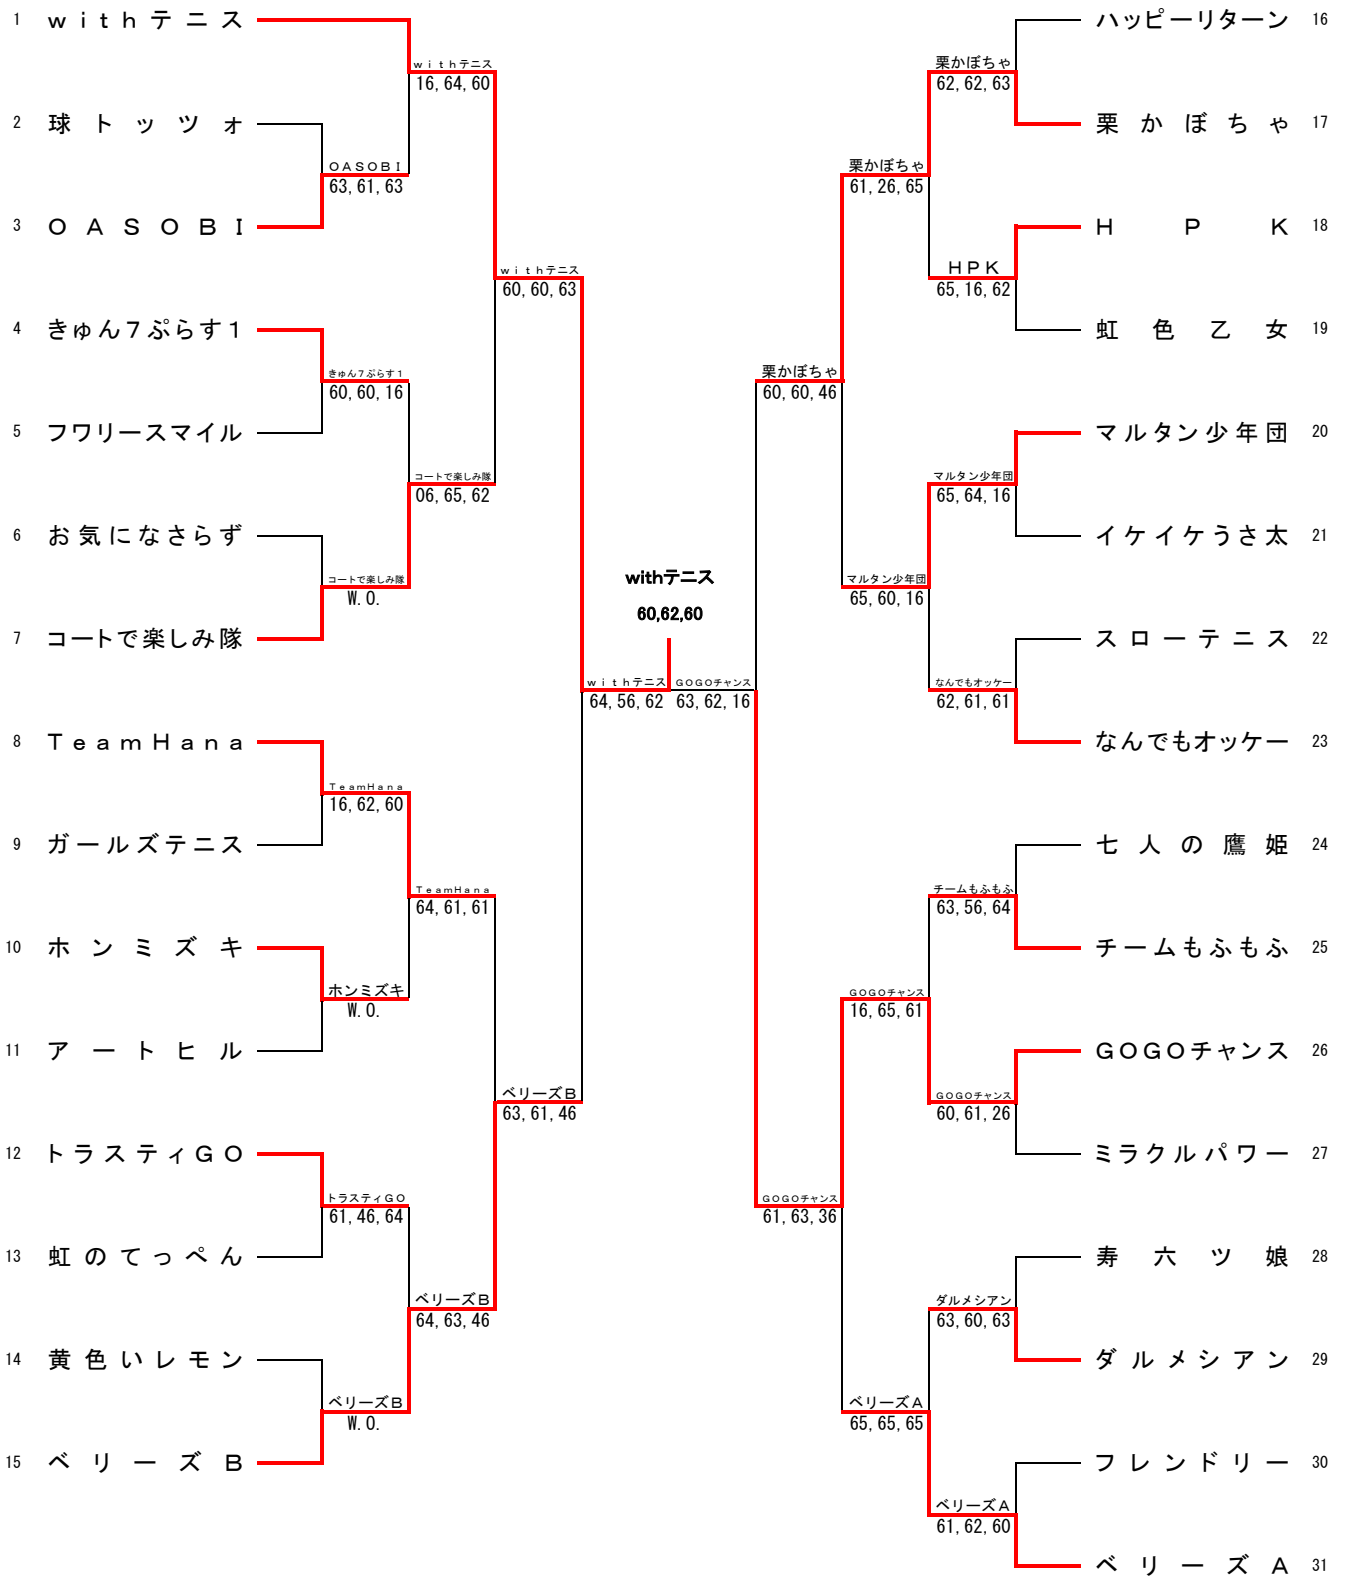 1 withテニス
2 球トッツォ
3 OASOBI
4 きゅん7ぷらす1
5 フワリースマイル
6 お気になさらず
7 コートで楽しみ隊
8 TeamHana
9 ガールズテニス
10 ホンミズキ
11 アートヒル
12 トラスティGO
13 虹のてっぺん
14 黄色いレモン
15 ベリーズB
OASOBI
63, 61, 63
きゅん7ぷらす1
60, 60, 16
コートで楽しみ隊
W.O.
TeamHana
16, 62, 60
ホンミズキ
W.O.
トラスティGO
61, 46, 64
ベリーズB
W.O.
withテニス
16, 64, 60
コートで楽しみ隊
06, 65, 62
TeamHana
64, 61, 61
ベリーズB
64, 63, 46
withテニス
60, 60, 63
ベリーズB
63, 61, 46
withテニス
64, 56, 62
withテニス
60,62,60
GOGOチャンス
63, 62, 16
栗かぼちゃ
60, 60, 46
GOGOチャンス
61, 63, 36
栗かぼちゃ
61, 26, 65
マルタン少年団
65, 60, 16
GOGOチャンス
16, 65, 61
ベリーズA
65, 65, 65
栗かぼちゃ
62, 62, 63
HPK
65, 16, 62
マルタン少年団
65, 64, 16
なんでもオッケー
62, 61, 61
チームもふもふ
63, 56, 64
GOGOチャンス
60, 61, 26
ダルメシアン
63, 60, 63
ベリーズA
61, 62, 60
ハッピーリターン 16
栗かぼちゃ 17
HPK 18
虹色乙女 19
マルタン少年団 20
イケイケうさ太 21
スローテニス 22
なんでもオッケー 23
七人の鷹姫 24
チームもふもふ 25
GOGOチャンス 26
ミラクルパワー 27
寿六ツ娘 28
ダルメシアン 29
フレンドリー 30
ベリーズA 31